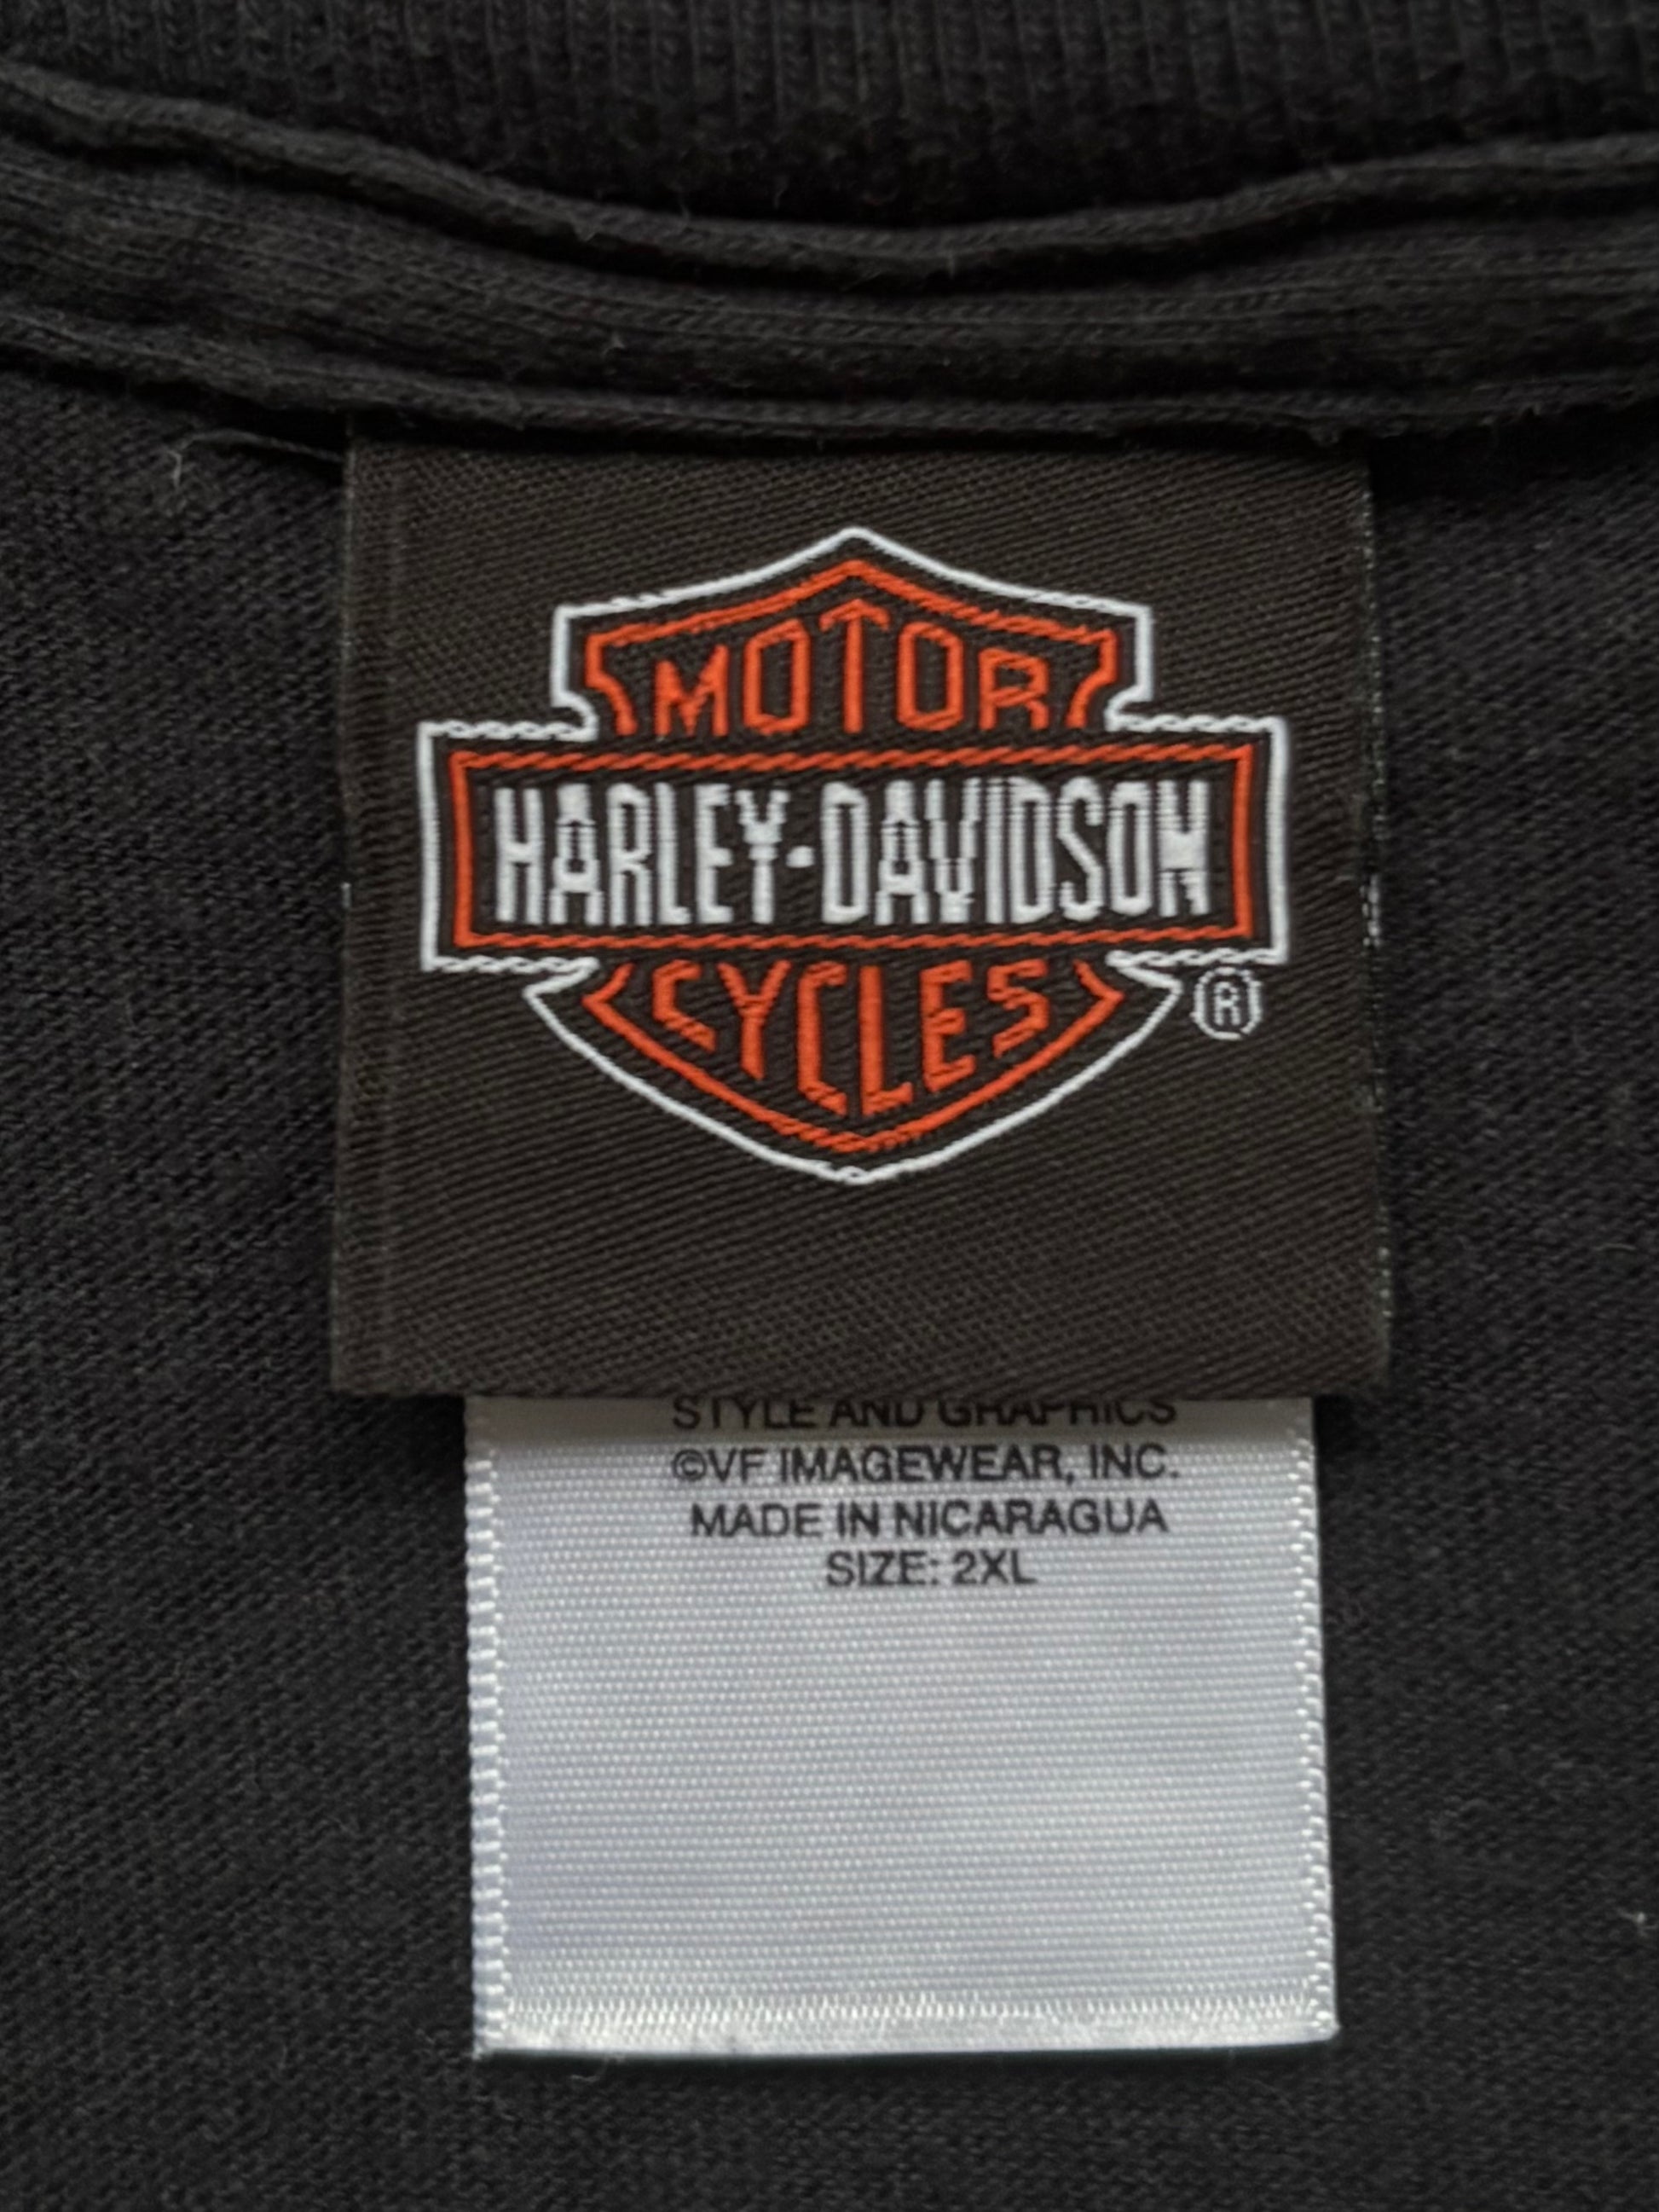 MOTOR
HARLEY-DAVIDSON
CYCLES
®
STYLE AND GRAPHICS
©VF IMAGEWEAR, INC.
MADE IN NICARAGUA
SIZE: 2XL